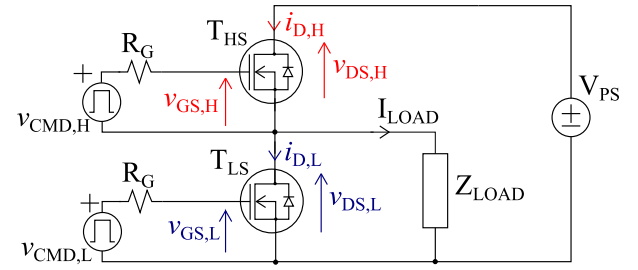 T_HS
i_D,H
R_G
+
v_DS,H
v_GS,H
V_PS
v_CMD,H
I_LOAD
T_LS
i_D,L
R_G
+
v_DS,L
Z_LOAD
v_GS,L
v_CMD,L